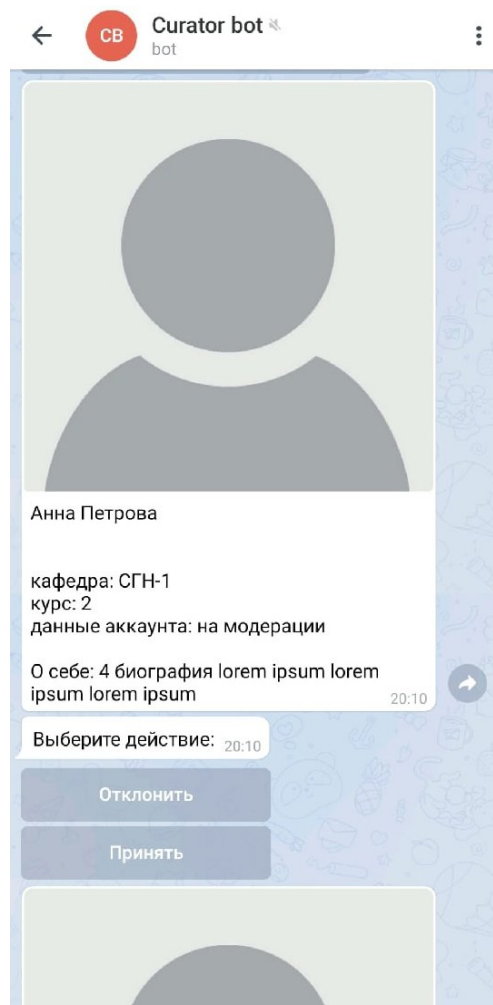 CB
Curator bot
bot
Анна Петрова
кафедра: СГН-1
курс: 2
данные аккаунта: на модерации
О себе: 4 биография lorem ipsum lorem
ipsum lorem ipsum
20:10
Выберите действие: 20:10
Отклонить
Принять